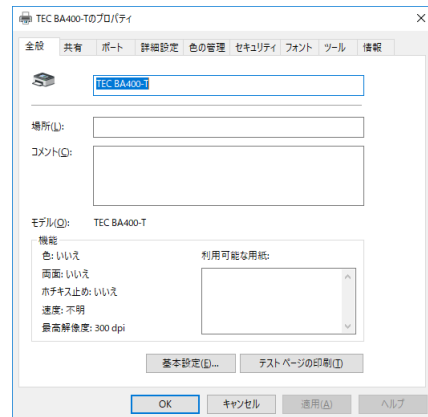 TEC BA400-Tのプロパティ
全般 共有 ポート 詳細設定 色の管理 セキュリティ フォント ツール 情報
TEC BA400-T
場所(L):
コメント(C):
モデル(O): TEC BA400-T
機能
色: いいえ 利用可能な用紙:
両面: いいえ
ホチキス止め: いいえ
速度: 不明
最高解像度: 300 dpi
基本設定(E)... テスト ページの印刷(T)
OK キャンセル 適用(A) ヘルプ